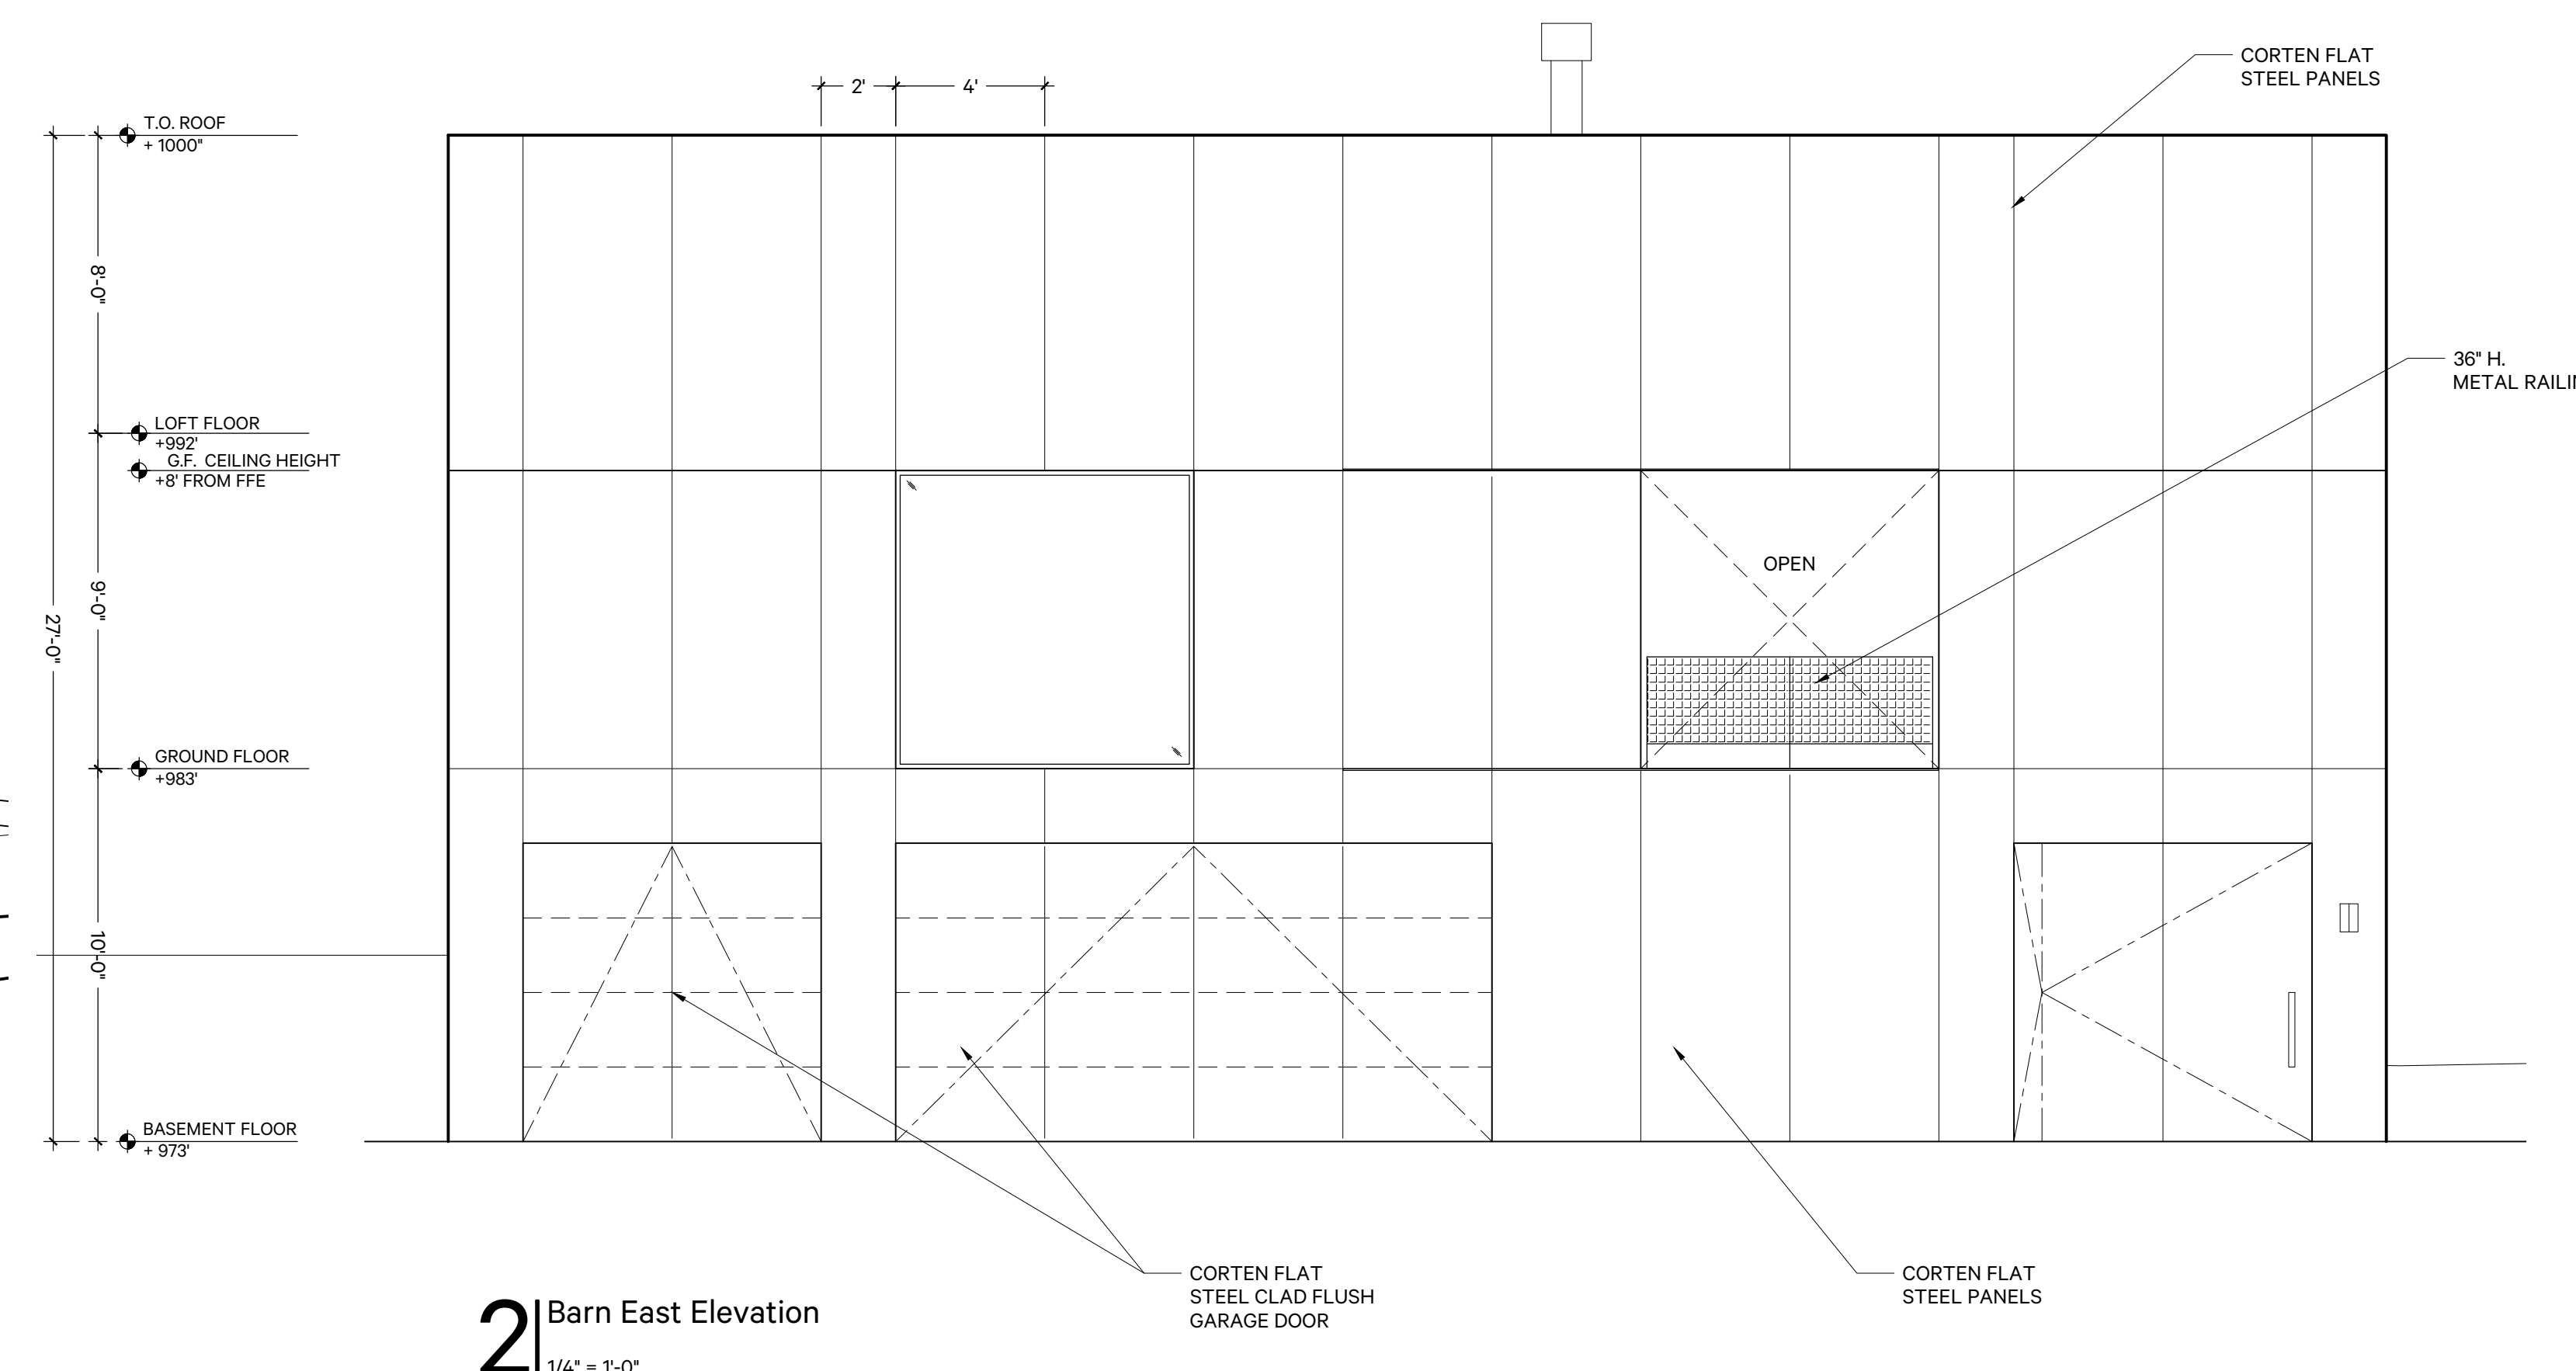 CORTEN FLAT
STEEL PANELS
2'
4'
T.O. ROOF
+ 1000"
8'-0"
36" H.
METAL
LOFT FLOOR
+992'
G.F. CEILING HEIGHT
+8' FROM FFE
OPEN
9'-0"
27'-0"
GROUND FLOOR
+983'
10'-0"
BASEMENT FLOOR
+ 973'
CORTEN FLAT
STEEL CLAD FLUSH
GARAGE DOOR
CORTEN FLAT
STEEL PANELS
2
Barn East Elevation
1/4" = 1'-0"